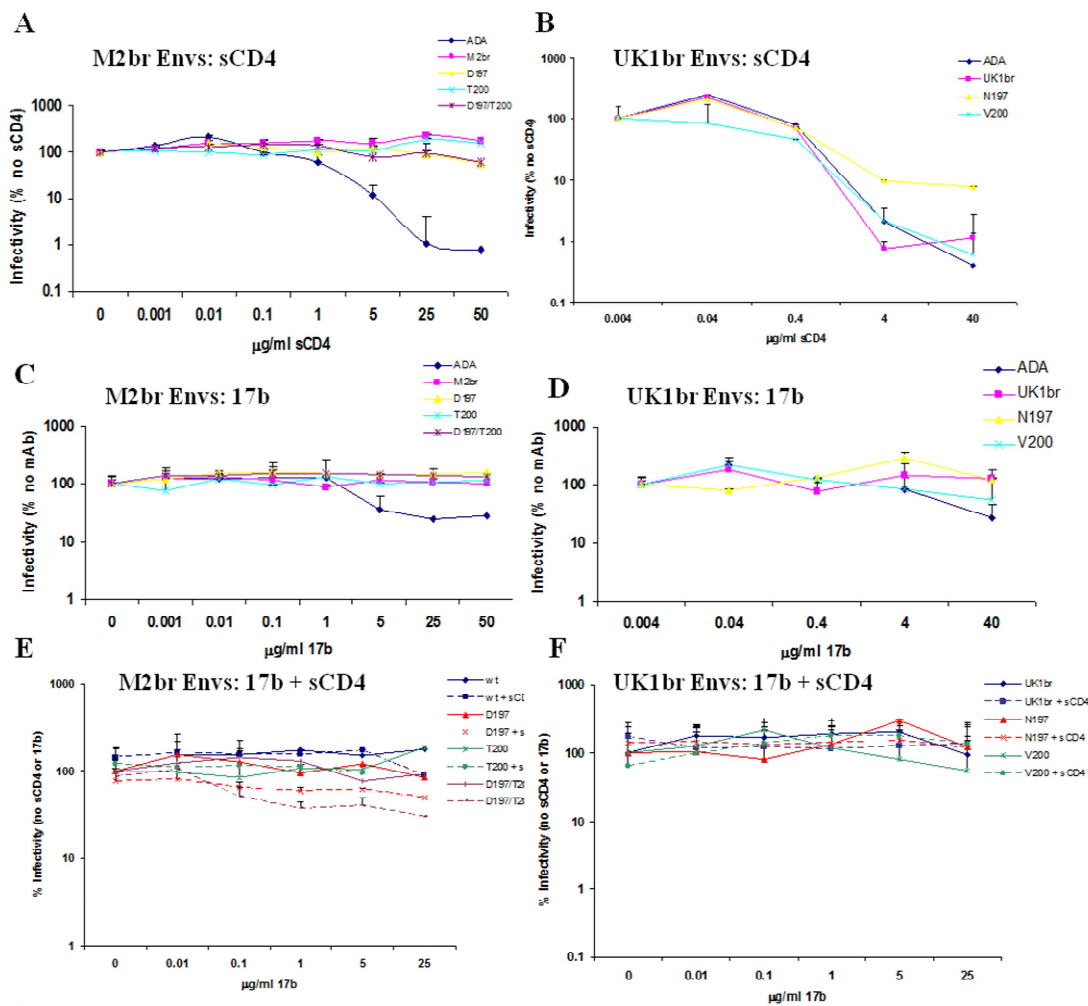 A
M2br Envs: sCD4
ADA
M2br
D197
T200
D197/T200
Infectivity (% no sCD4)
1000
100
10
1
0.1
0 0.001 0.01 0.1 1 5 25 50
µg/ml sCD4
B
UK1br Envs: sCD4
ADA
UK1br
N197
V200
Infectivity (% no sCD4)
1000
100
10
1
0.1
0.004 0.04 0.4 4 40
µg/ml sCD4
C
M2br Envs: 17b
ADA
M2br
D197
T200
D197/T200
Infectivity (% no mAb)
1000
100
10
1
0 0.001 0.01 0.1 1 5 25 50
µg/ml 17b
D
UK1br Envs: 17b
ADA
UK1br
N197
V200
Infectivity (% no mAb)
1000
100
10
1
0.004 0.04 0.4 4 40
µg/ml 17b
E
M2br Envs: 17b + sCD4
wt
wt + sCD
D197
D197 + s
T200
T200 + s
D197/T20
D197/T20
% Infectivity (no sCD4 or 17b)
1000
100
10
1
0 0.01 0.1 1 5 25
µg/ml 17b
F
UK1br Envs: 17b + sCD4
UK1br
UK1br + sCD4
N197
N197 + sCD4
V200
V200 + sCD4
% Infectivity (no sCD4 or 17b)
1000
100
10
1
0.1
0 0.01 0.1 1 5 25
µg/ml 17b